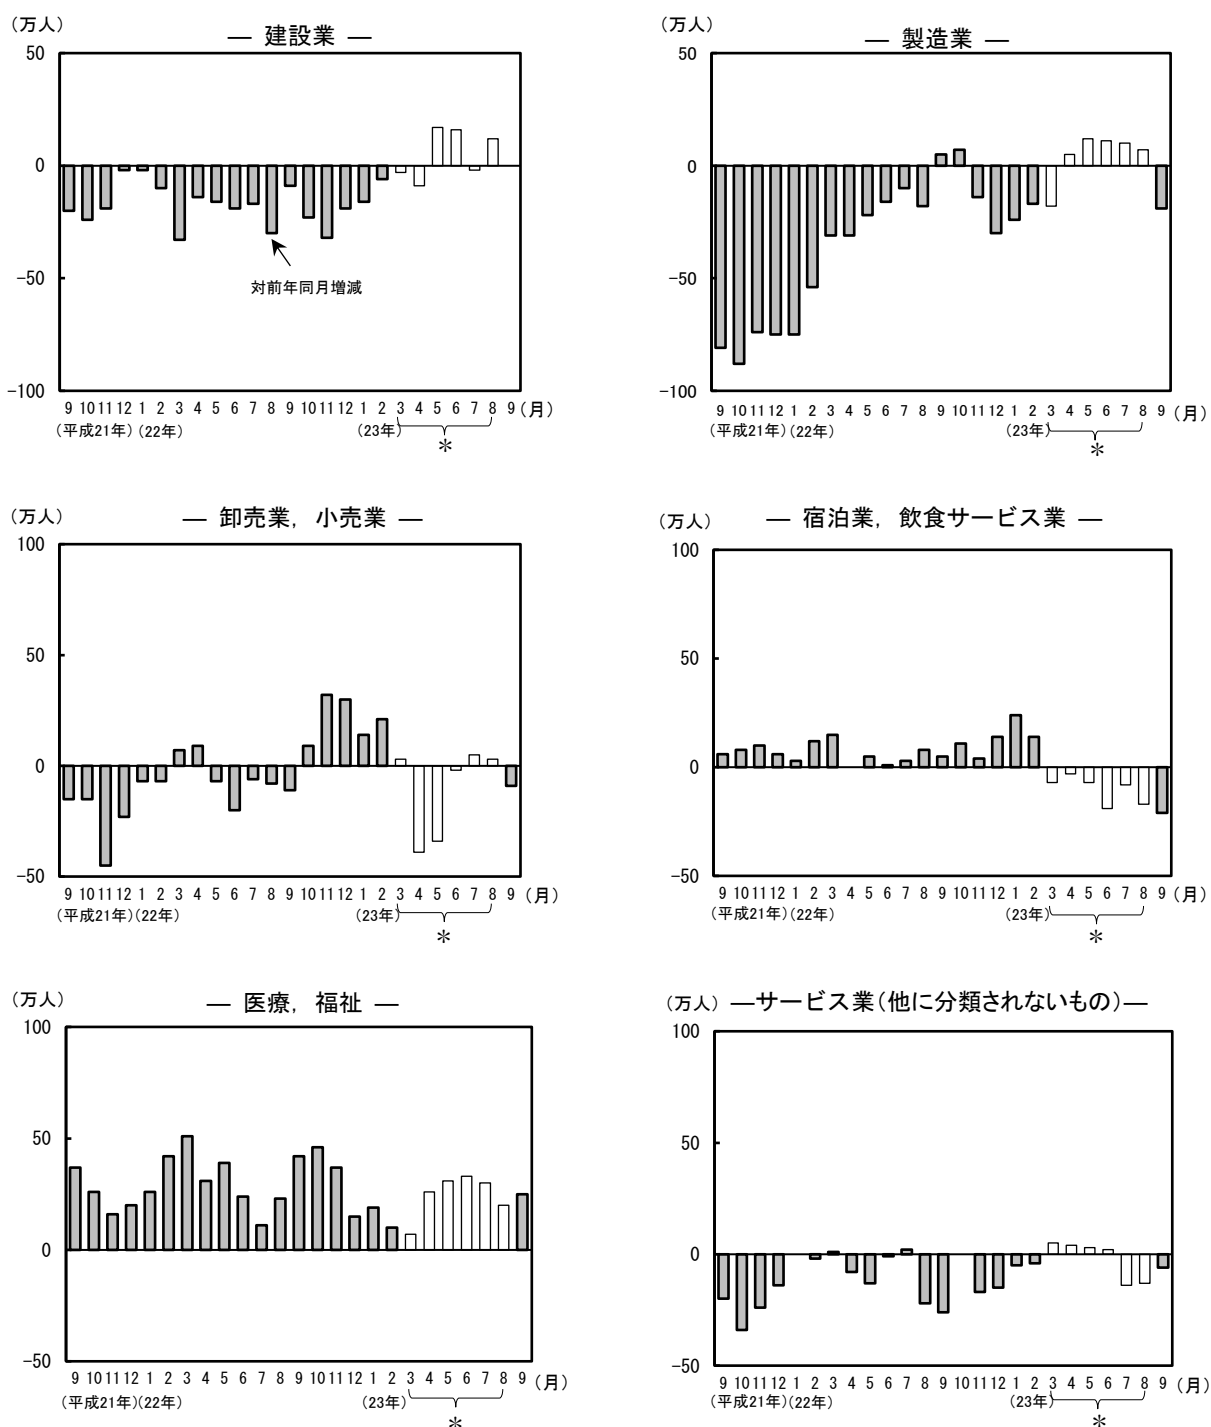 (万人)
― 建設業 ―
50
0
対前年同月増減
−50
−100
9 10 11 12 1 2 3 4 5 6 7 8 9 10 11 12 1 2 3 4 5 6 7 8 9 (月)
(平成21年) (22年) (23年)
＊
(万人)
― 製造業 ―
50
0
−50
−100
9 10 11 12 1 2 3 4 5 6 7 8 9 10 11 12 1 2 3 4 5 6 7 8 9 (月)
(平成21年) (22年) (23年)
＊
(万人)
― 卸売業，小売業 ―
100
50
0
−50
9 10 11 12 1 2 3 4 5 6 7 8 9 10 11 12 1 2 3 4 5 6 7 8 9 (月)
(平成21年) (22年) (23年)
＊
(万人)
― 宿泊業，飲食サービス業 ―
100
50
0
−50
9 10 11 12 1 2 3 4 5 6 7 8 9 10 11 12 1 2 3 4 5 6 7 8 9 (月)
(平成21年) (22年) (23年)
＊
(万人)
― 医療，福祉 ―
100
50
0
−50
9 10 11 12 1 2 3 4 5 6 7 8 9 10 11 12 1 2 3 4 5 6 7 8 9 (月)
(平成21年) (22年) (23年)
＊
(万人) ―サービス業(他に分類されないもの)―
100
50
0
−50
9 10 11 12 1 2 3 4 5 6 7 8 9 10 11 12 1 2 3 4 5 6 7 8 9 (月)
(平成21年) (22年) (23年)
＊